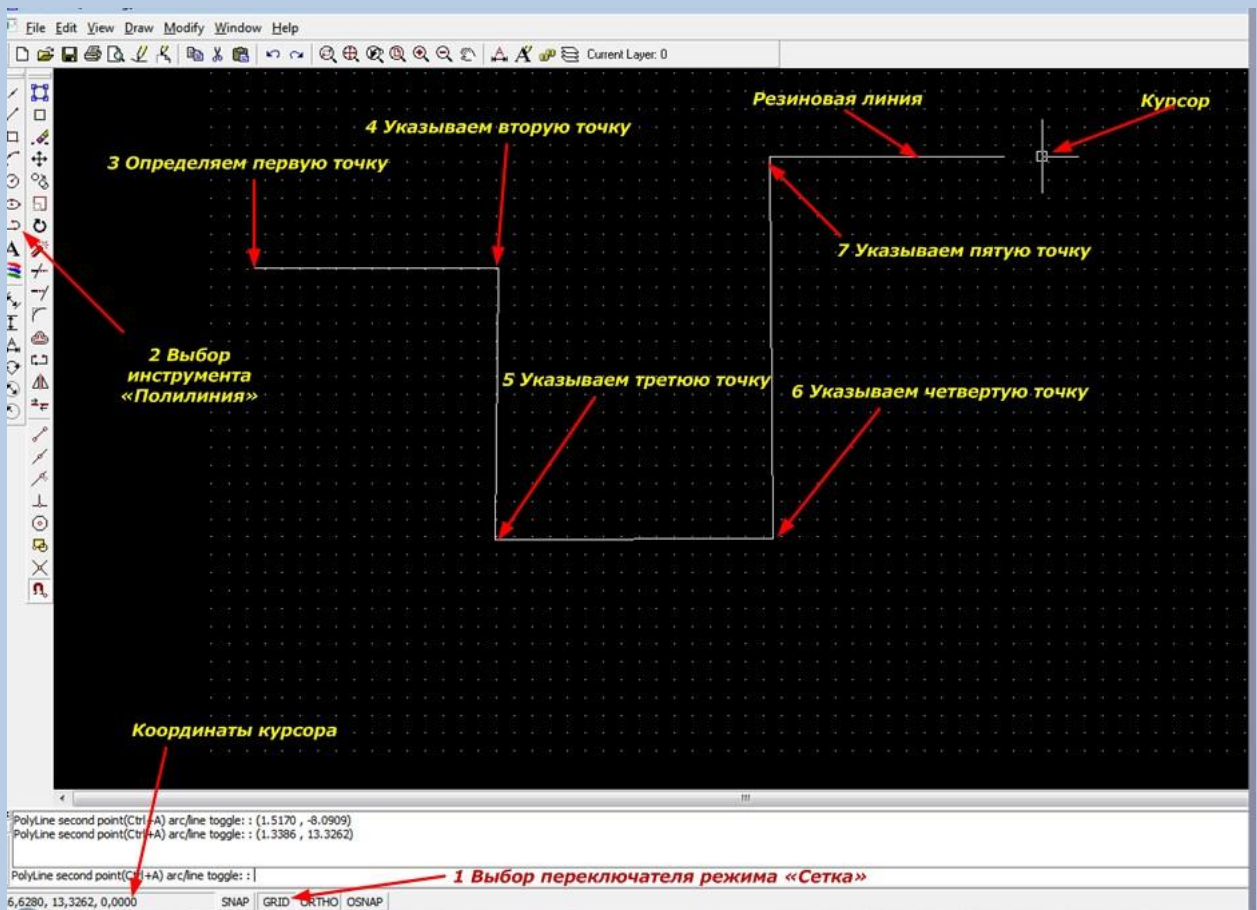 File Edit View Draw Modify Window Help
Current Layer: 0
Резиновая линия
Курсор
4 Указываем вторую точку
3 Определяем первую точку
7 Указываем пятую точку
2 Выбор
инструмента
«Полилиния»
5 Указываем третюю точку
6 Указываем четвертую точку
Координаты курсора
PolyLine second point(Ctrl+A) arc/line toggle: : (1.5170 , -8.0909)
PolyLine second point(Ctrl+A) arc/line toggle: : (1.3386 , 13.3262)
PolyLine second point(Ctrl+A) arc/line toggle: :
1 Выбор переключателя режима «Сетка»
6,6280, 13,3262, 0,0000 SNAP GRID ORTHO OSNAP